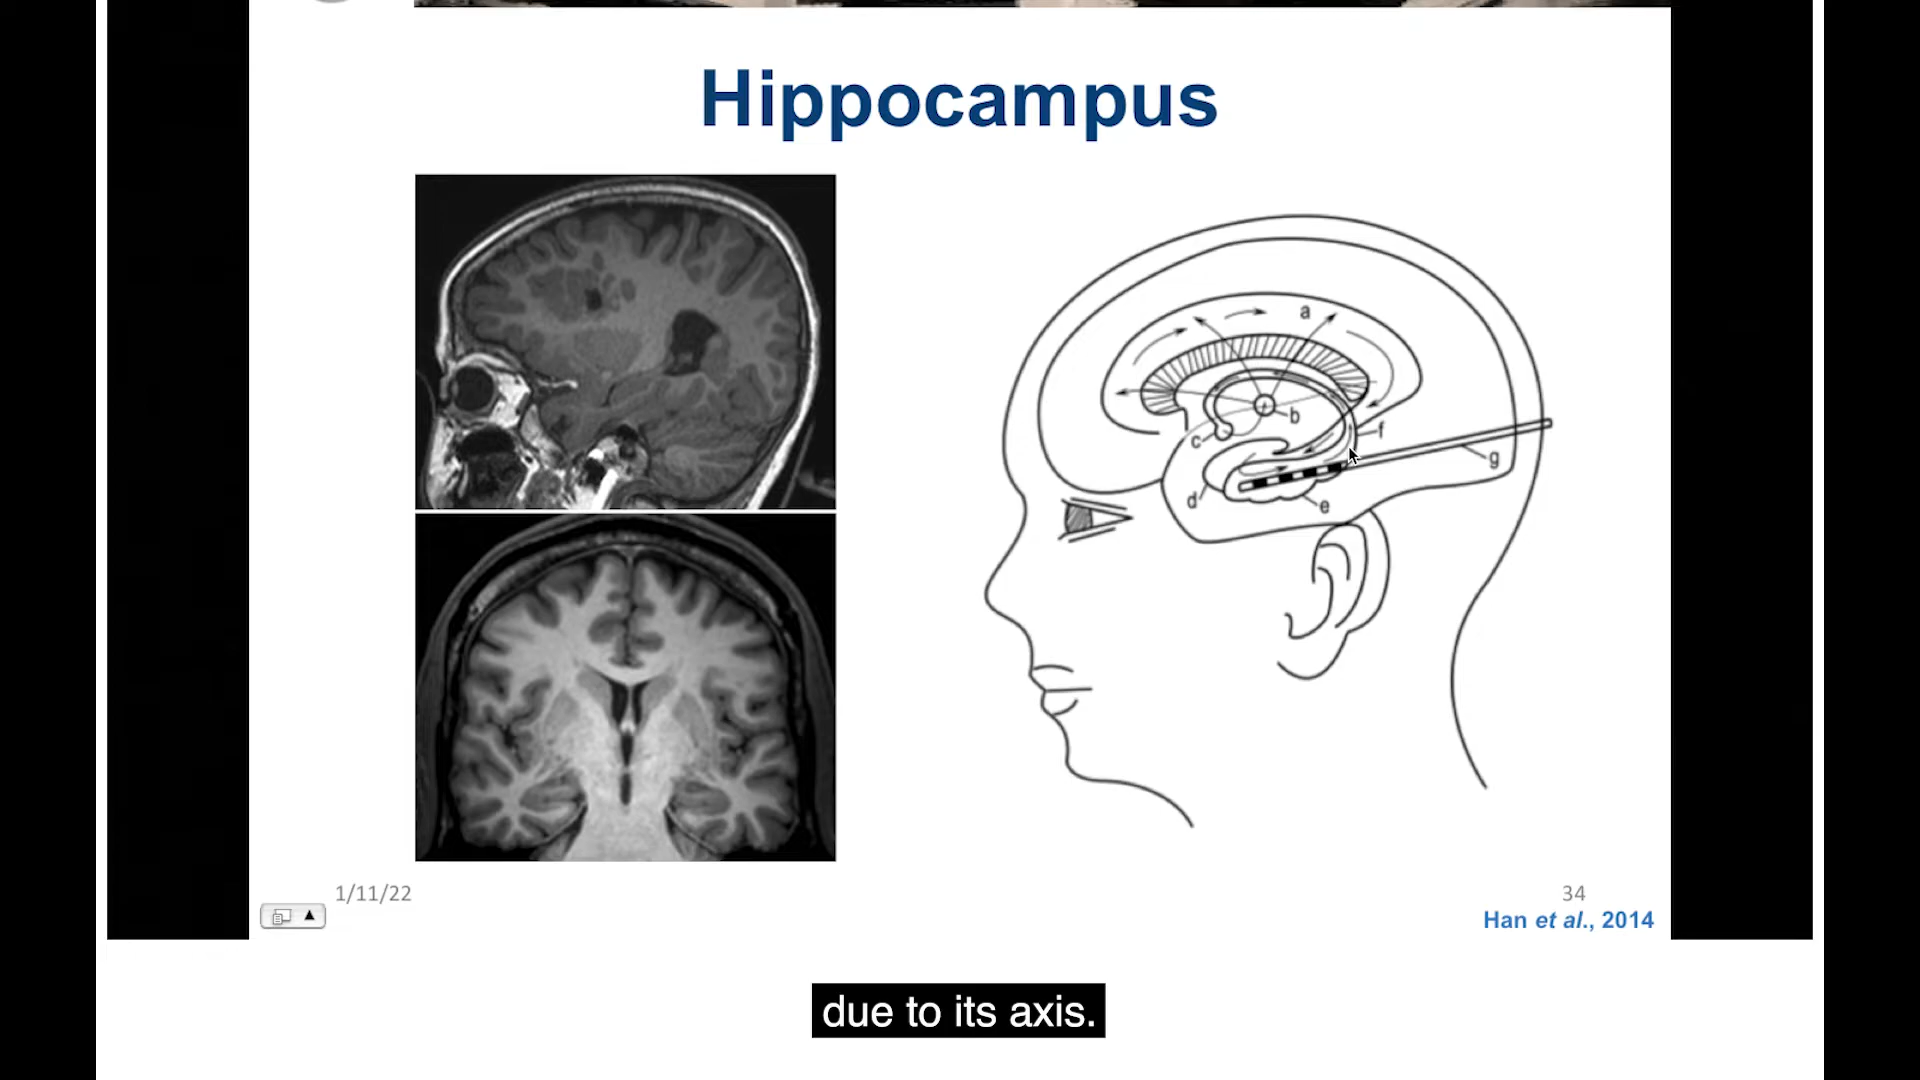 Hippocampus
a
b
c
f
g
d
e
1/11/22
34
Han et al., 2014
due to its axis.